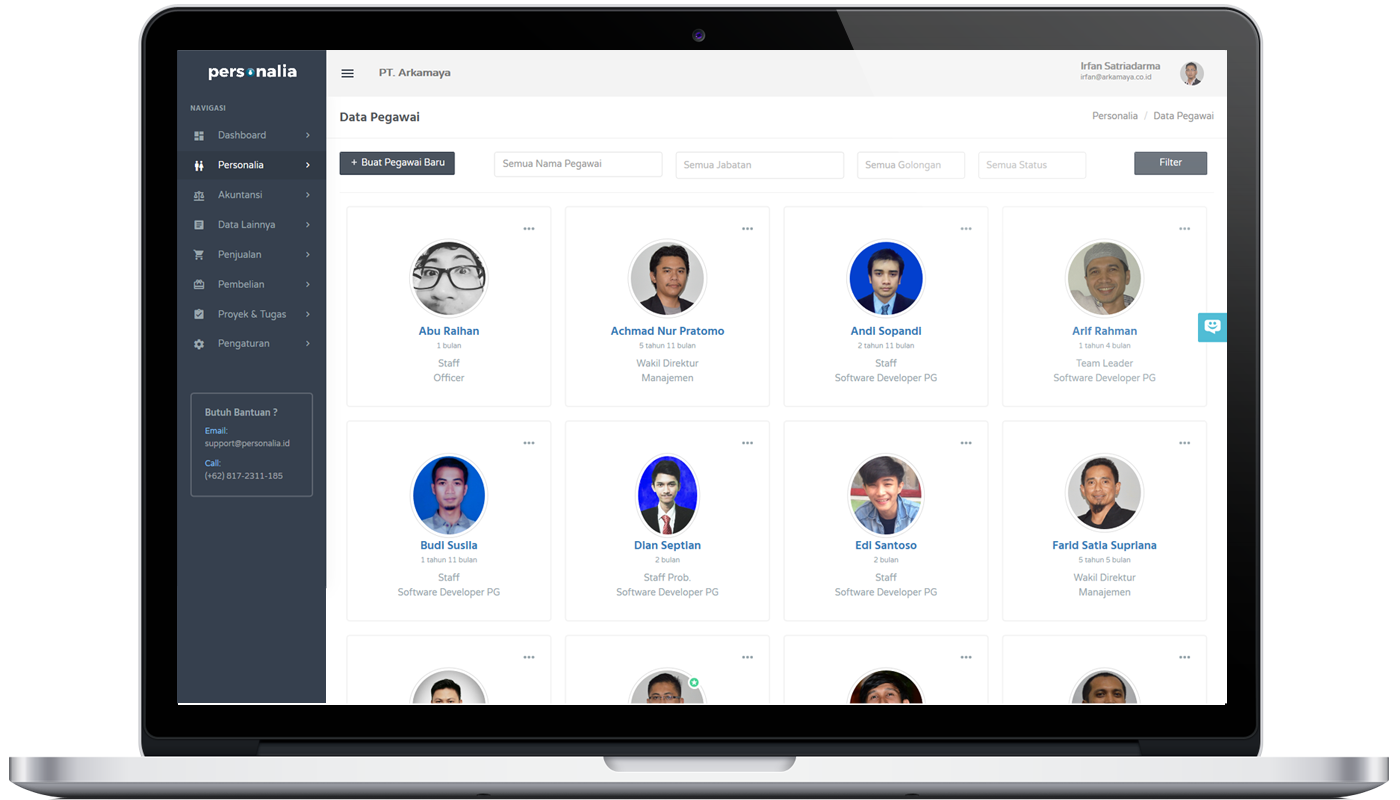 personalia
PT. Arkamaya
Irfan Satriadarma
irfan@arkamaya.co.id
NAVIGASI
Dashboard
Personalia
Akuntansi
Data Lainnya
Penjualan
Pembelian
Proyek & Tugas
Pengaturan
Butuh Bantuan ?
Email:
support@personalia.id
Call:
(+62) 817-2311-185
Data Pegawai
Personalia / Data Pegawai
+ Buat Pegawai Baru
Semua Nama Pegawai
Semua Jabatan
Semua Golongan
Semua Status
Filter
Abu Raihan
1 bulan
Staff
Officer
Achmad Nur Pratomo
5 tahun 11 bulan
Wakil Direktur
Manajemen
Andi Sopandi
2 tahun 11 bulan
Staff
Software Developer PG
Arif Rahman
1 tahun 4 bulan
Team Leader
Software Developer PG
Budi Susila
1 tahun 11 bulan
Staff
Software Developer PG
Dian Septian
2 bulan
Staff Prob.
Software Developer PG
Edi Santoso
2 bulan
Staff
Software Developer PG
Farid Satia Supriana
5 tahun 5 bulan
Wakil Direktur
Manajemen